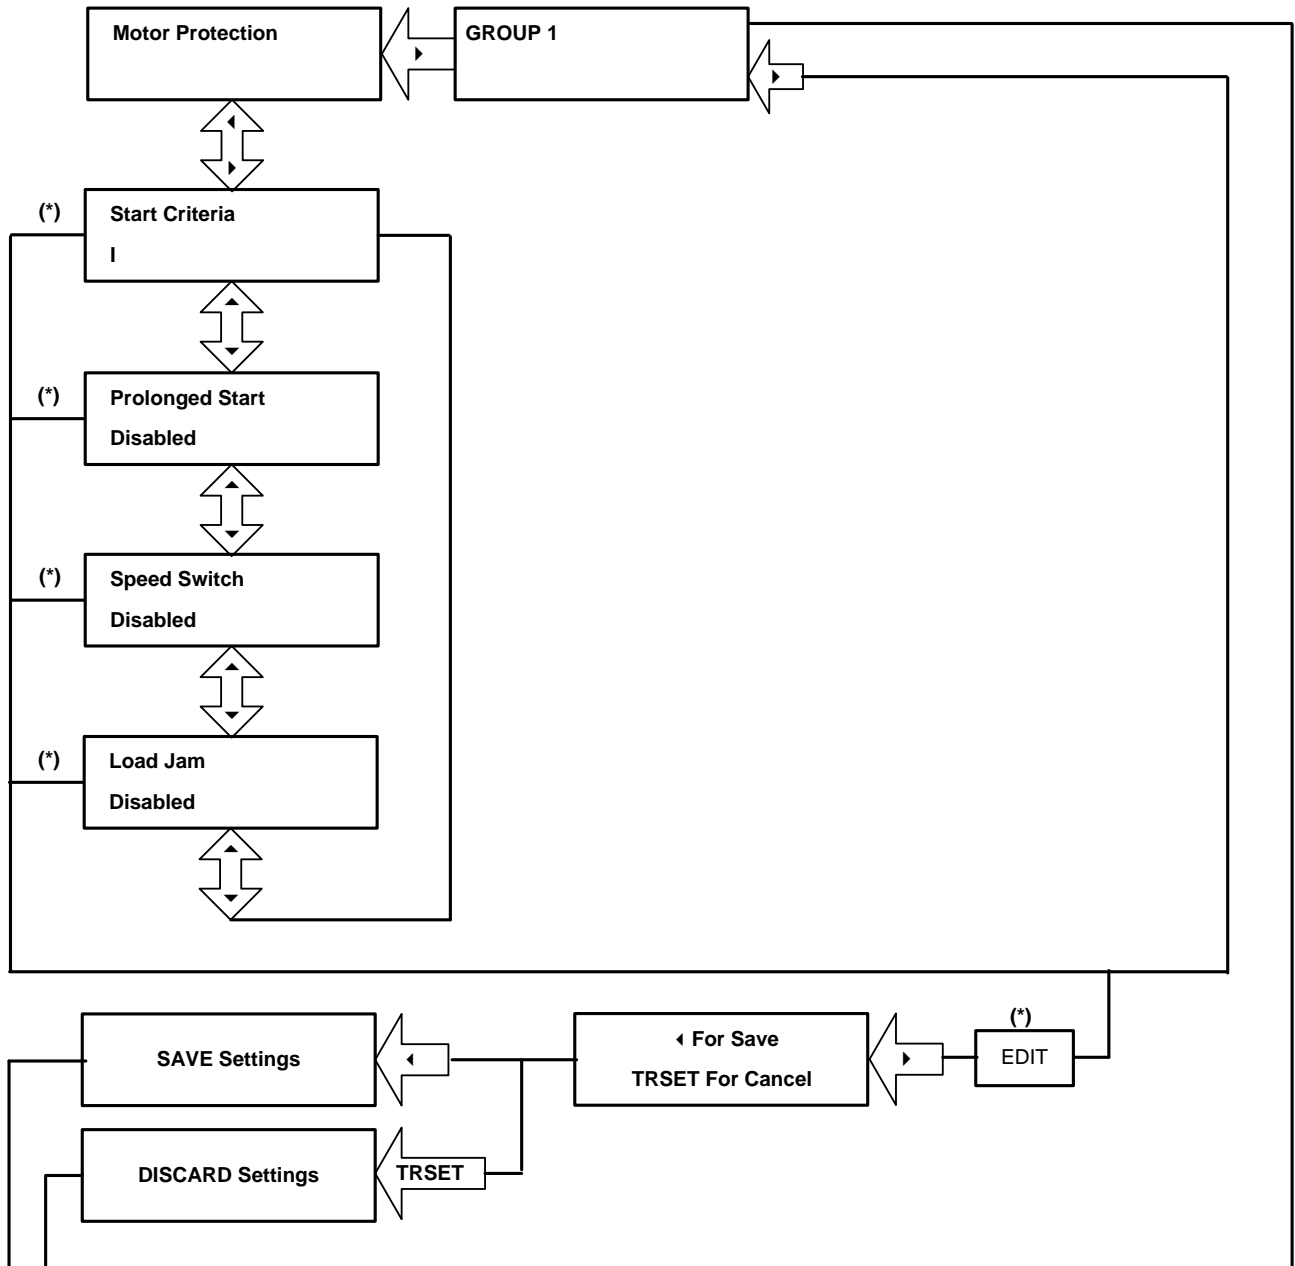 Motor Protection
GROUP 1
(*)
Start Criteria
I
(*)
Prolonged Start
Disabled
(*)
Speed Switch
Disabled
(*)
Load Jam
Disabled
SAVE Settings
◂ For Save
TRSET For Cancel
(*)
EDIT
DISCARD Settings
TRSET